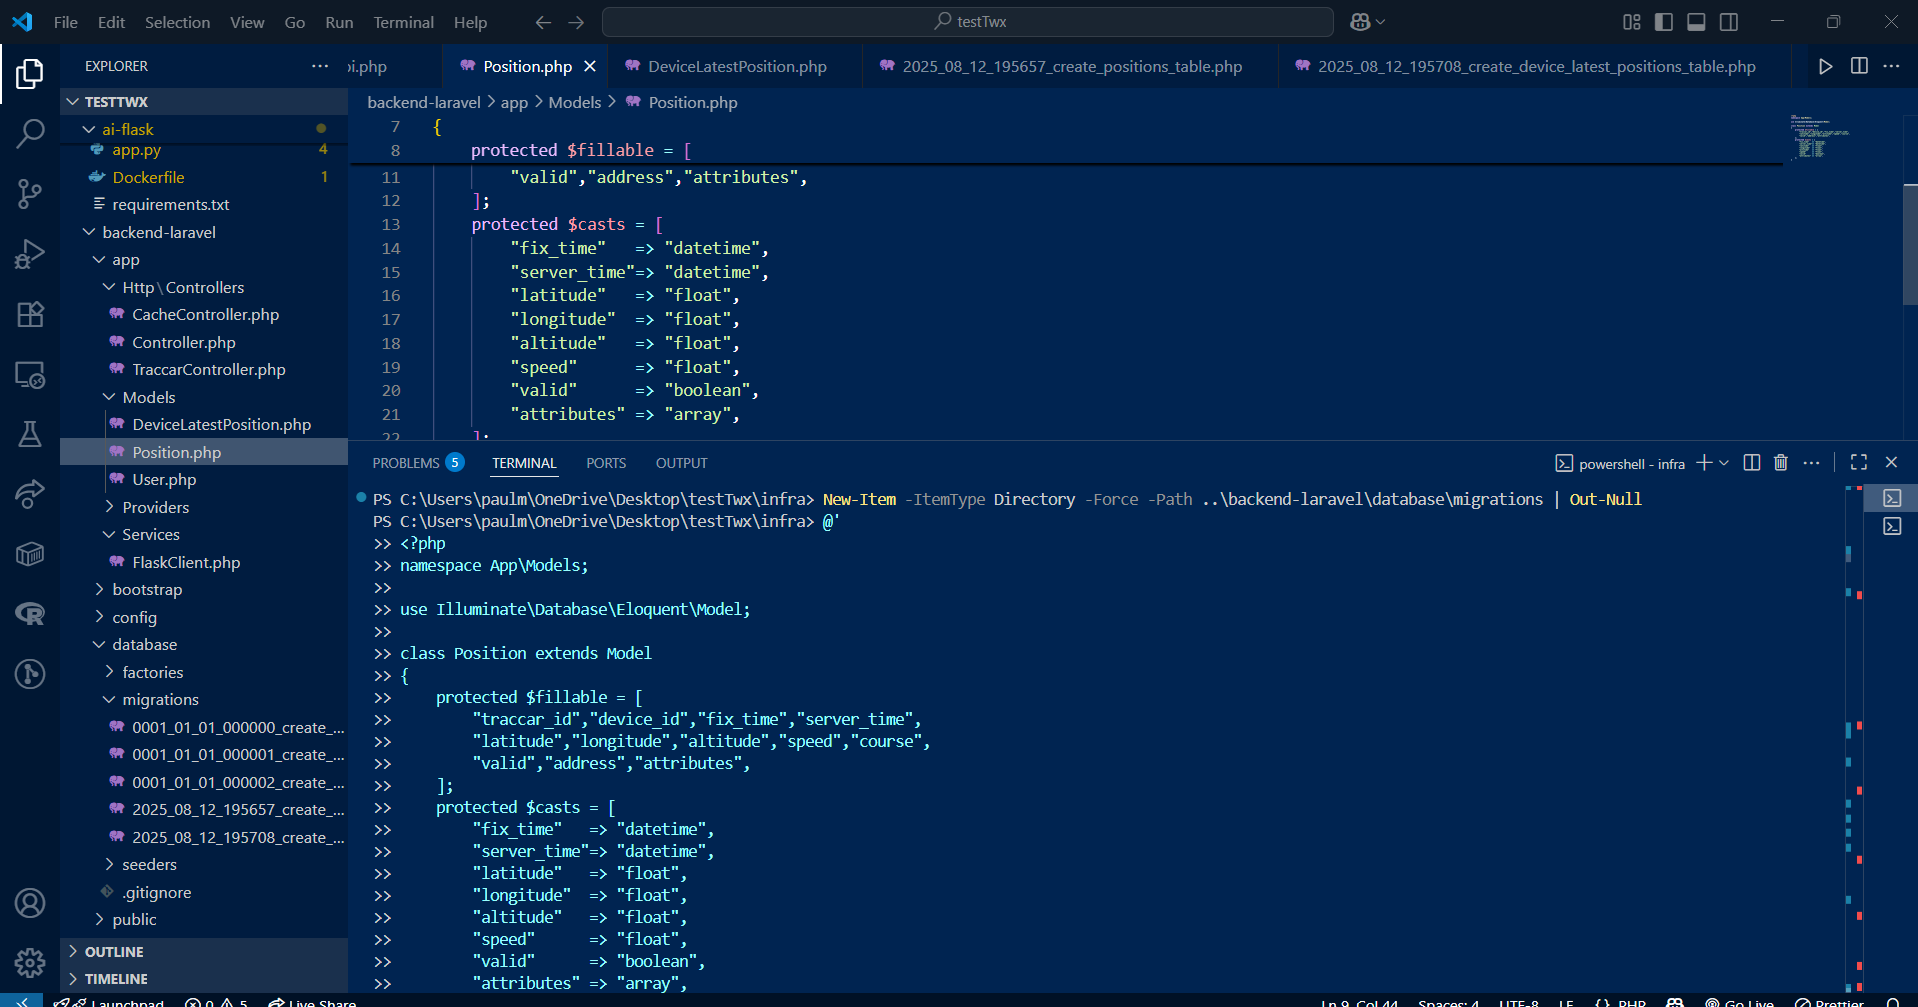 File Edit Selection View Go Run Terminal Help
testTwx
EXPLORER
TESTTWX
ai-flask
app.py 4
Dockerfile 1
requirements.txt
backend-laravel
app
Http\Controllers
CacheController.php
Controller.php
TraccarController.php
Models
DeviceLatestPosition.php
Position.php
User.php
Providers
Services
FlaskClient.php
bootstrap
config
database
factories
migrations
0001_01_01_000000_create_...
0001_01_01_000001_create_...
0001_01_01_000002_create_...
2025_08_12_195657_create_...
2025_08_12_195708_create_...
seeders
.gitignore
public
OUTLINE
TIMELINE
pi.php Position.php DeviceLatestPosition.php 2025_08_12_195657_create_positions_table.php 2025_08_12_195708_create_device_latest_positions_table.php
backend-laravel > app > Models > Position.php
7 {
8 protected $fillable = [
11 "valid","address","attributes",
12 ];
13 protected $casts = [
14 "fix_time"   => "datetime",
15 "server_time"=> "datetime",
16 "latitude"   => "float",
17 "longitude"  => "float",
18 "altitude"   => "float",
19 "speed"      => "float",
20 "valid"      => "boolean",
21 "attributes" => "array",
22 ];
PROBLEMS 5 TERMINAL PORTS OUTPUT
powershell - infra
PS C:\Users\paulm\OneDrive\Desktop\testTwx\infra> New-Item -ItemType Directory -Force -Path ..\backend-laravel\database\migrations | Out-Null
PS C:\Users\paulm\OneDrive\Desktop\testTwx\infra> @'
>> <?php
>> namespace App\Models;
>>
>> use Illuminate\Database\Eloquent\Model;
>>
>> class Position extends Model
>> {
>>     protected $fillable = [
>>         "traccar_id","device_id","fix_time","server_time",
>>         "latitude","longitude","altitude","speed","course",
>>         "valid","address","attributes",
>>     ];
>>     protected $casts = [
>>         "fix_time"   => "datetime",
>>         "server_time"=> "datetime",
>>         "latitude"   => "float",
>>         "longitude"  => "float",
>>         "altitude"   => "float",
>>         "speed"      => "float",
>>         "valid"      => "boolean",
>>         "attributes" => "array",
Launchpad 0 5 Live Share Ln 9, Col 44 Spaces: 4 UTF-8 LF {} PHP Go Live Prettier